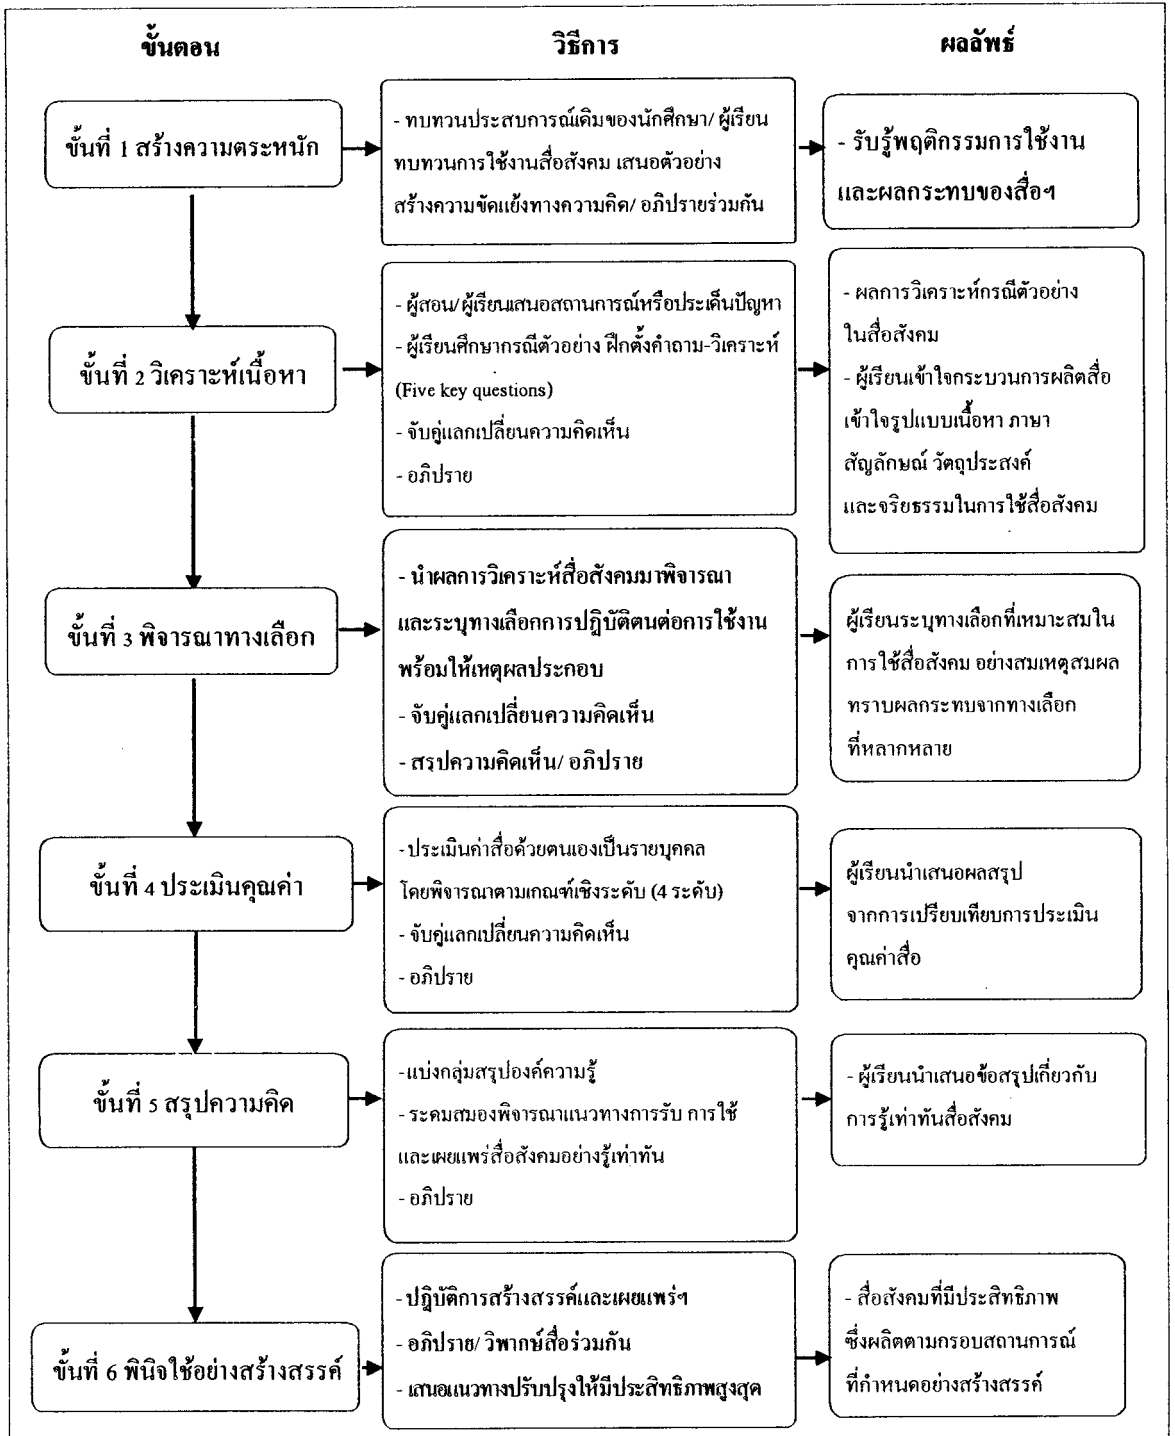 ขั้นตอน
วิธีการ
ผลลัพธ์
ขั้นที่ 1 สร้างความตระหนัก
- ทบทวนประสบการณ์เดิมของนักศึกษา/ ผู้เรียน
ทบทวนการใช้งานสื่อสังคม เสนอตัวอย่าง
สร้างความขัดแย้งทางความคิด/ อภิปรายร่วมกัน
- รับรู้พฤติกรรมการใช้งาน
และผลกระทบของสื่อฯ
ขั้นที่ 2 วิเคราะห์เนื้อหา
- ผู้สอน/ ผู้เรียนเสนอสถานการณ์หรือประเด็นปัญหา
- ผู้เรียนศึกษากรณีตัวอย่าง ฝึกตั้งคำถาม-วิเคราะห์
(Five key questions)
- จับคู่แลกเปลี่ยนความคิดเห็น
- อภิปราย
- ผลการวิเคราะห์กรณีตัวอย่าง
ในสื่อสังคม
- ผู้เรียนเข้าใจกระบวนการผลิตสื่อ
เข้าใจรูปแบบเนื้อหา ภาษา
สัญลักษณ์ วัตถุประสงค์
และจริยธรรมในการใช้สื่อสังคม
ขั้นที่ 3 พิจารณาทางเลือก
- นำผลการวิเคราะห์สื่อสังคมมาพิจารณา
และระบุทางเลือกการปฏิบัติตนต่อการใช้งาน
พร้อมให้เหตุผลประกอบ
- จับคู่แลกเปลี่ยนความคิดเห็น
- สรุปความคิดเห็น/ อภิปราย
ผู้เรียนระบุทางเลือกที่เหมาะสมใน
การใช้สื่อสังคม อย่างสมเหตุสมผล
ทราบผลกระทบจากทางเลือก
ที่หลากหลาย
ขั้นที่ 4 ประเมินคุณค่า
- ประเมินค่าสื่อด้วยตนเองเป็นรายบุคคล
โดยพิจารณาตามเกณฑ์เชิงระดับ (4 ระดับ)
- จับคู่แลกเปลี่ยนความคิดเห็น
- อภิปราย
ผู้เรียนนำเสนอผลสรุป
จากการเปรียบเทียบการประเมิน
คุณค่าสื่อ
ขั้นที่ 5 สรุปความคิด
- แบ่งกลุ่มสรุปองค์ความรู้
- ระดมสมองพิจารณาแนวทางการรับ การใช้
และเผยแพร่สื่อสังคมอย่างรู้เท่าทัน
- อภิปราย
- ผู้เรียนนำเสนอข้อสรุปเกี่ยวกับ
การรู้เท่าทันสื่อสังคม
ขั้นที่ 6 พินิจใช้อย่างสร้างสรรค์
- ปฏิบัติการสร้างสรรค์และเผยแพร่ฯ
- อภิปราย/ วิพากษ์สื่อร่วมกัน
- เสนอแนวทางปรับปรุงให้มีประสิทธิภาพสูงสุด
- สื่อสังคมที่มีประสิทธิภาพ
ซึ่งผลิตตามกรอบสถานการณ์
ที่กำหนดอย่างสร้างสรรค์